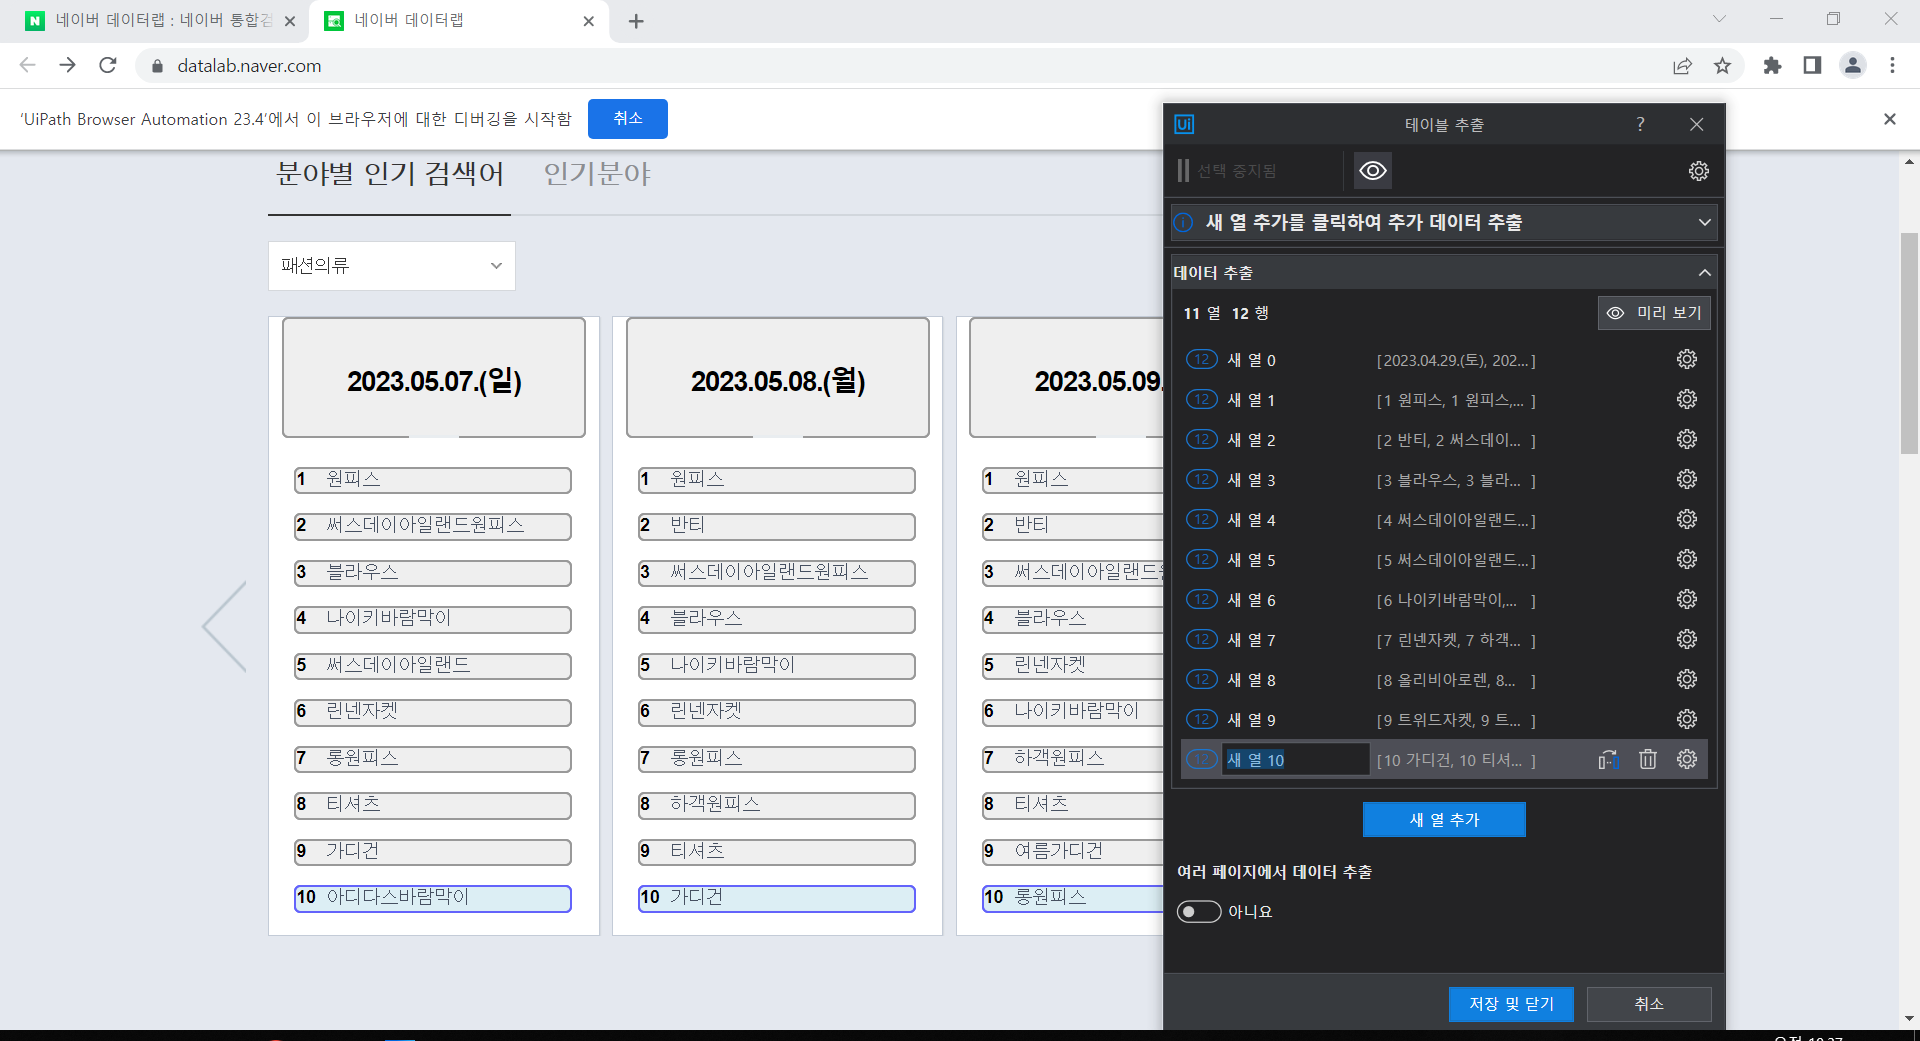 네이버 데이터랩 : 네이버 통합검
네이버 데이터랩
datalab.naver.com
'UiPath Browser Automation 23.4'에서 이 브라우저에 대한 디버깅을 시작함
취소
분야별 인기 검색어
인기분야
패션의류
2023.05.07.(일)
1 원피스
2 써스데이아일랜드원피스
3 블라우스
4 나이키바람막이
5 써스데이아일랜드
6 린넨자켓
7 롱원피스
8 티셔츠
9 가디건
10 아디다스바람막이
2023.05.08.(월)
1 원피스
2 반티
3 써스데이아일랜드원피스
4 블라우스
5 나이키바람막이
6 린넨자켓
7 롱원피스
8 하객원피스
9 티셔츠
10 가디건
2023.05.09.
1 원피스
2 반티
3 써스데이아일랜드
4 블라우스
5 린넨자켓
6 나이키바람막이
7 하객원피스
8 티셔츠
9 여름가디건
10 롱원피스
Ui
테이블 추출
?
선택 중지됨
새 열 추가를 클릭하여 추가 데이터 추출
데이터 추출
11 열 12 행
미리 보기
12 새 열 0 [2023.04.29.(토), 202... ]
12 새 열 1 [1 원피스, 1 원피스,... ]
12 새 열 2 [2 반티, 2 써스데이... ]
12 새 열 3 [3 블라우스, 3 블라... ]
12 새 열 4 [4 써스데이아일랜드... ]
12 새 열 5 [5 써스데이아일랜드... ]
12 새 열 6 [6 나이키바람막이,... ]
12 새 열 7 [7 린넨자켓, 7 하객... ]
12 새 열 8 [8 올리비아로렌, 8... ]
12 새 열 9 [9 트위드자켓, 9 트... ]
12 새 열 10 [10 가디건, 10 티셔... ]
새 열 추가
여러 페이지에서 데이터 추출
아니요
저장 및 닫기
취소